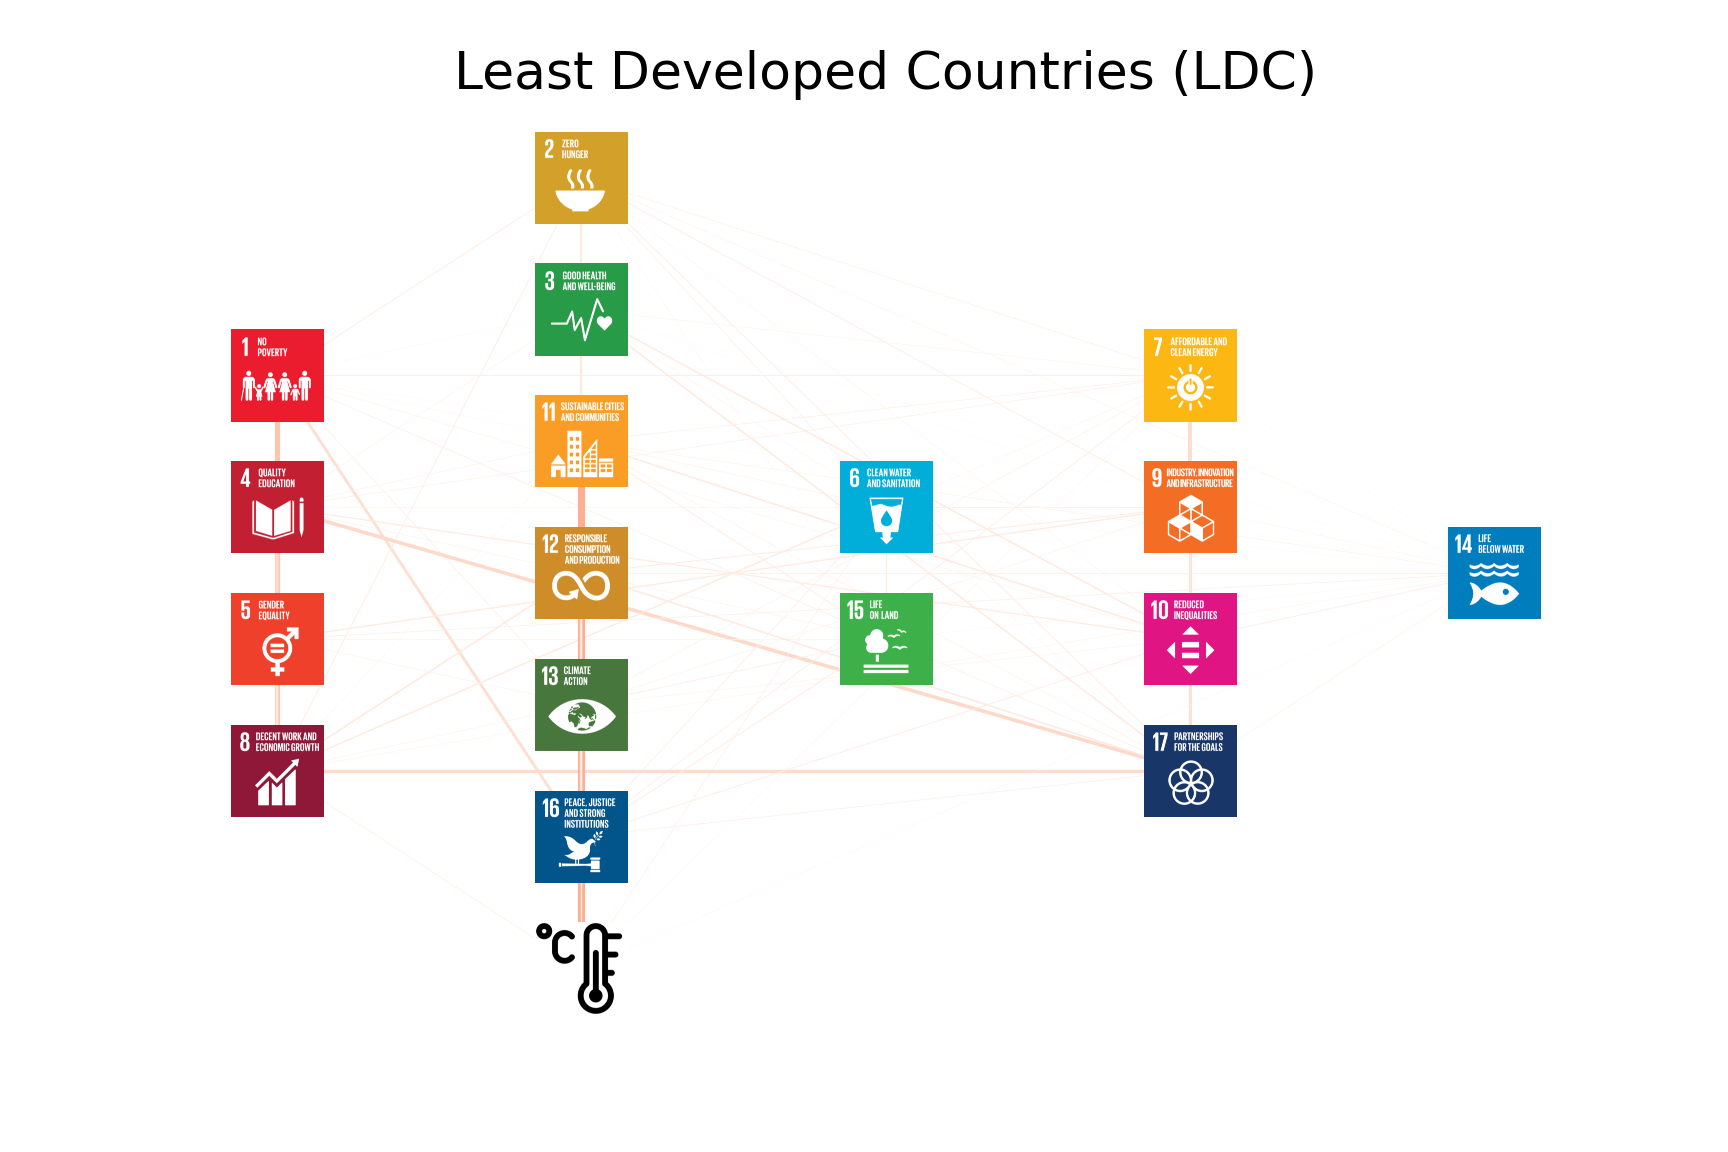 Least Developed Countries (LDC)
2 ZERO
HUNGER
3 GOOD HEALTH
AND WELL-BEING
1 NO
POVERTY
7 AFFORDABLE AND
CLEAN ENERGY
11 SUSTAINABLE CITIES
AND COMMUNITIES
4 QUALITY
EDUCATION
6 CLEAN WATER
AND SANITATION
9 INDUSTRY, INNOVATION
AND INFRASTRUCTURE
12 RESPONSIBLE
CONSUMPTION
AND PRODUCTION
14 LIFE
BELOW WATER
5 GENDER
EQUALITY
15 LIFE
ON LAND
10 REDUCED
INEQUALITIES
13 CLIMATE
ACTION
8 DECENT WORK AND
ECONOMIC GROWTH
17 PARTNERSHIPS
FOR THE GOALS
16 PEACE, JUSTICE
AND STRONG
INSTITUTIONS
°C